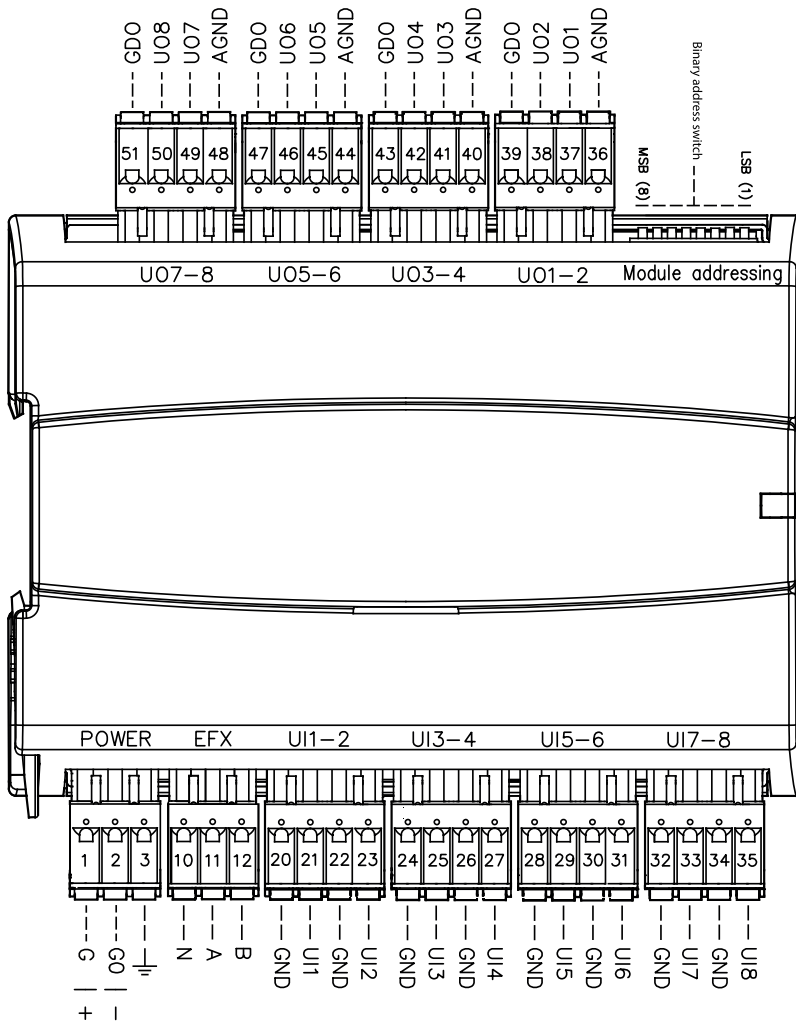 GDO UO8 UO7 AGND GDO UO6 UO5 AGND GDO UO4 UO3 AGND GDO UO2 UO1 AGND
Binary address switch
MSB (8) LSB (1)
51 50 49 48 47 46 45 44 43 42 41 40 39 38 37 36
UO7-8 UO5-6 UO3-4 UO1-2 Module addressing
POWER EFX UI1-2 UI3-4 UI5-6 UI7-8
1 2 3 10 11 12 20 21 22 23 24 25 26 27 28 29 30 31 32 33 34 35
G G0 N A B GND UI1 GND UI2 GND UI3 GND UI4 GND UI5 GND UI6 GND UI7 GND UI8
+ −